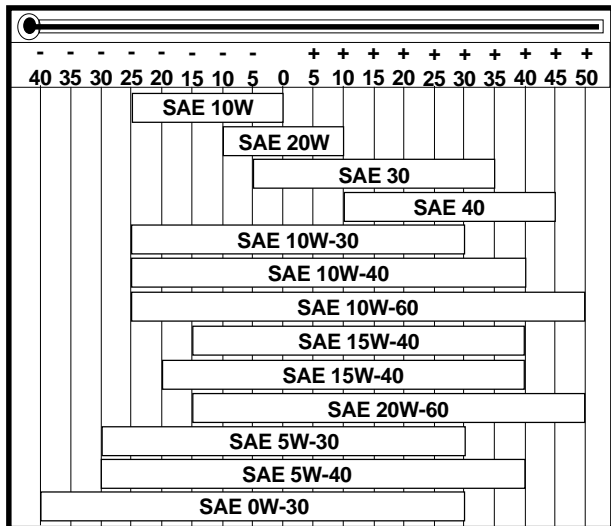 - - - - - - - - + + + + + + + + + +
40 35 30 25 20 15 10 5 0 5 10 15 20 25 30 35 40 45 50
SAE 10W
SAE 20W
SAE 30
SAE 40
SAE 10W-30
SAE 10W-40
SAE 10W-60
SAE 15W-40
SAE 15W-40
SAE 20W-60
SAE 5W-30
SAE 5W-40
SAE 0W-30